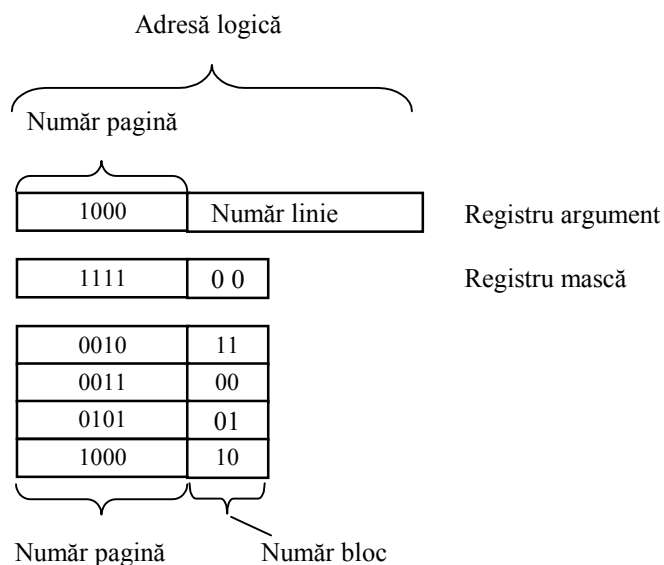 Adresă logică
Număr pagină
1000 Număr linie Registru argument
1111 0 0 Registru mască
0010 11
0011 00
0101 01
1000 10
Număr pagină Număr bloc